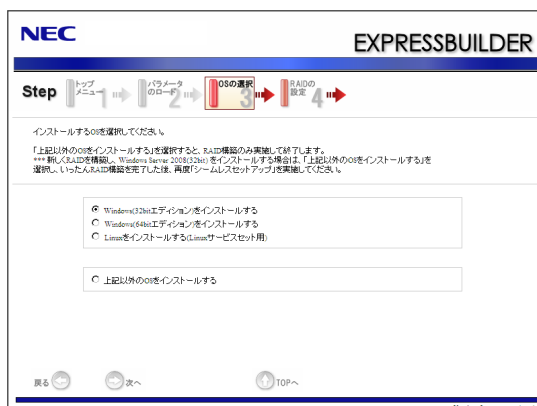 NEC
EXPRESSBUILDER
Step
トップ
メニュー 1
パラメータ
のロード 2
OSの選択
3
RAIDの
設定 4
インストールするOSを選択してください。
「上記以外のOSをインストールする」を選択すると、RAID構築のみ実施して終了します。
*** 新しくRAIDを構築し、Windows Server 2008(32bit) をインストールする場合は、「上記以外のOSをインストールする」を
選択し、いったんRAID構築を完了した後、再度「シームレスセットアップ」を実施してください。
Windows(32bitエディション)をインストールする
Windows(64bitエディション)をインストールする
Linuxをインストールする(Linuxサービスセット用)
上記以外のOSをインストールする
戻る
次へ
TOPへ